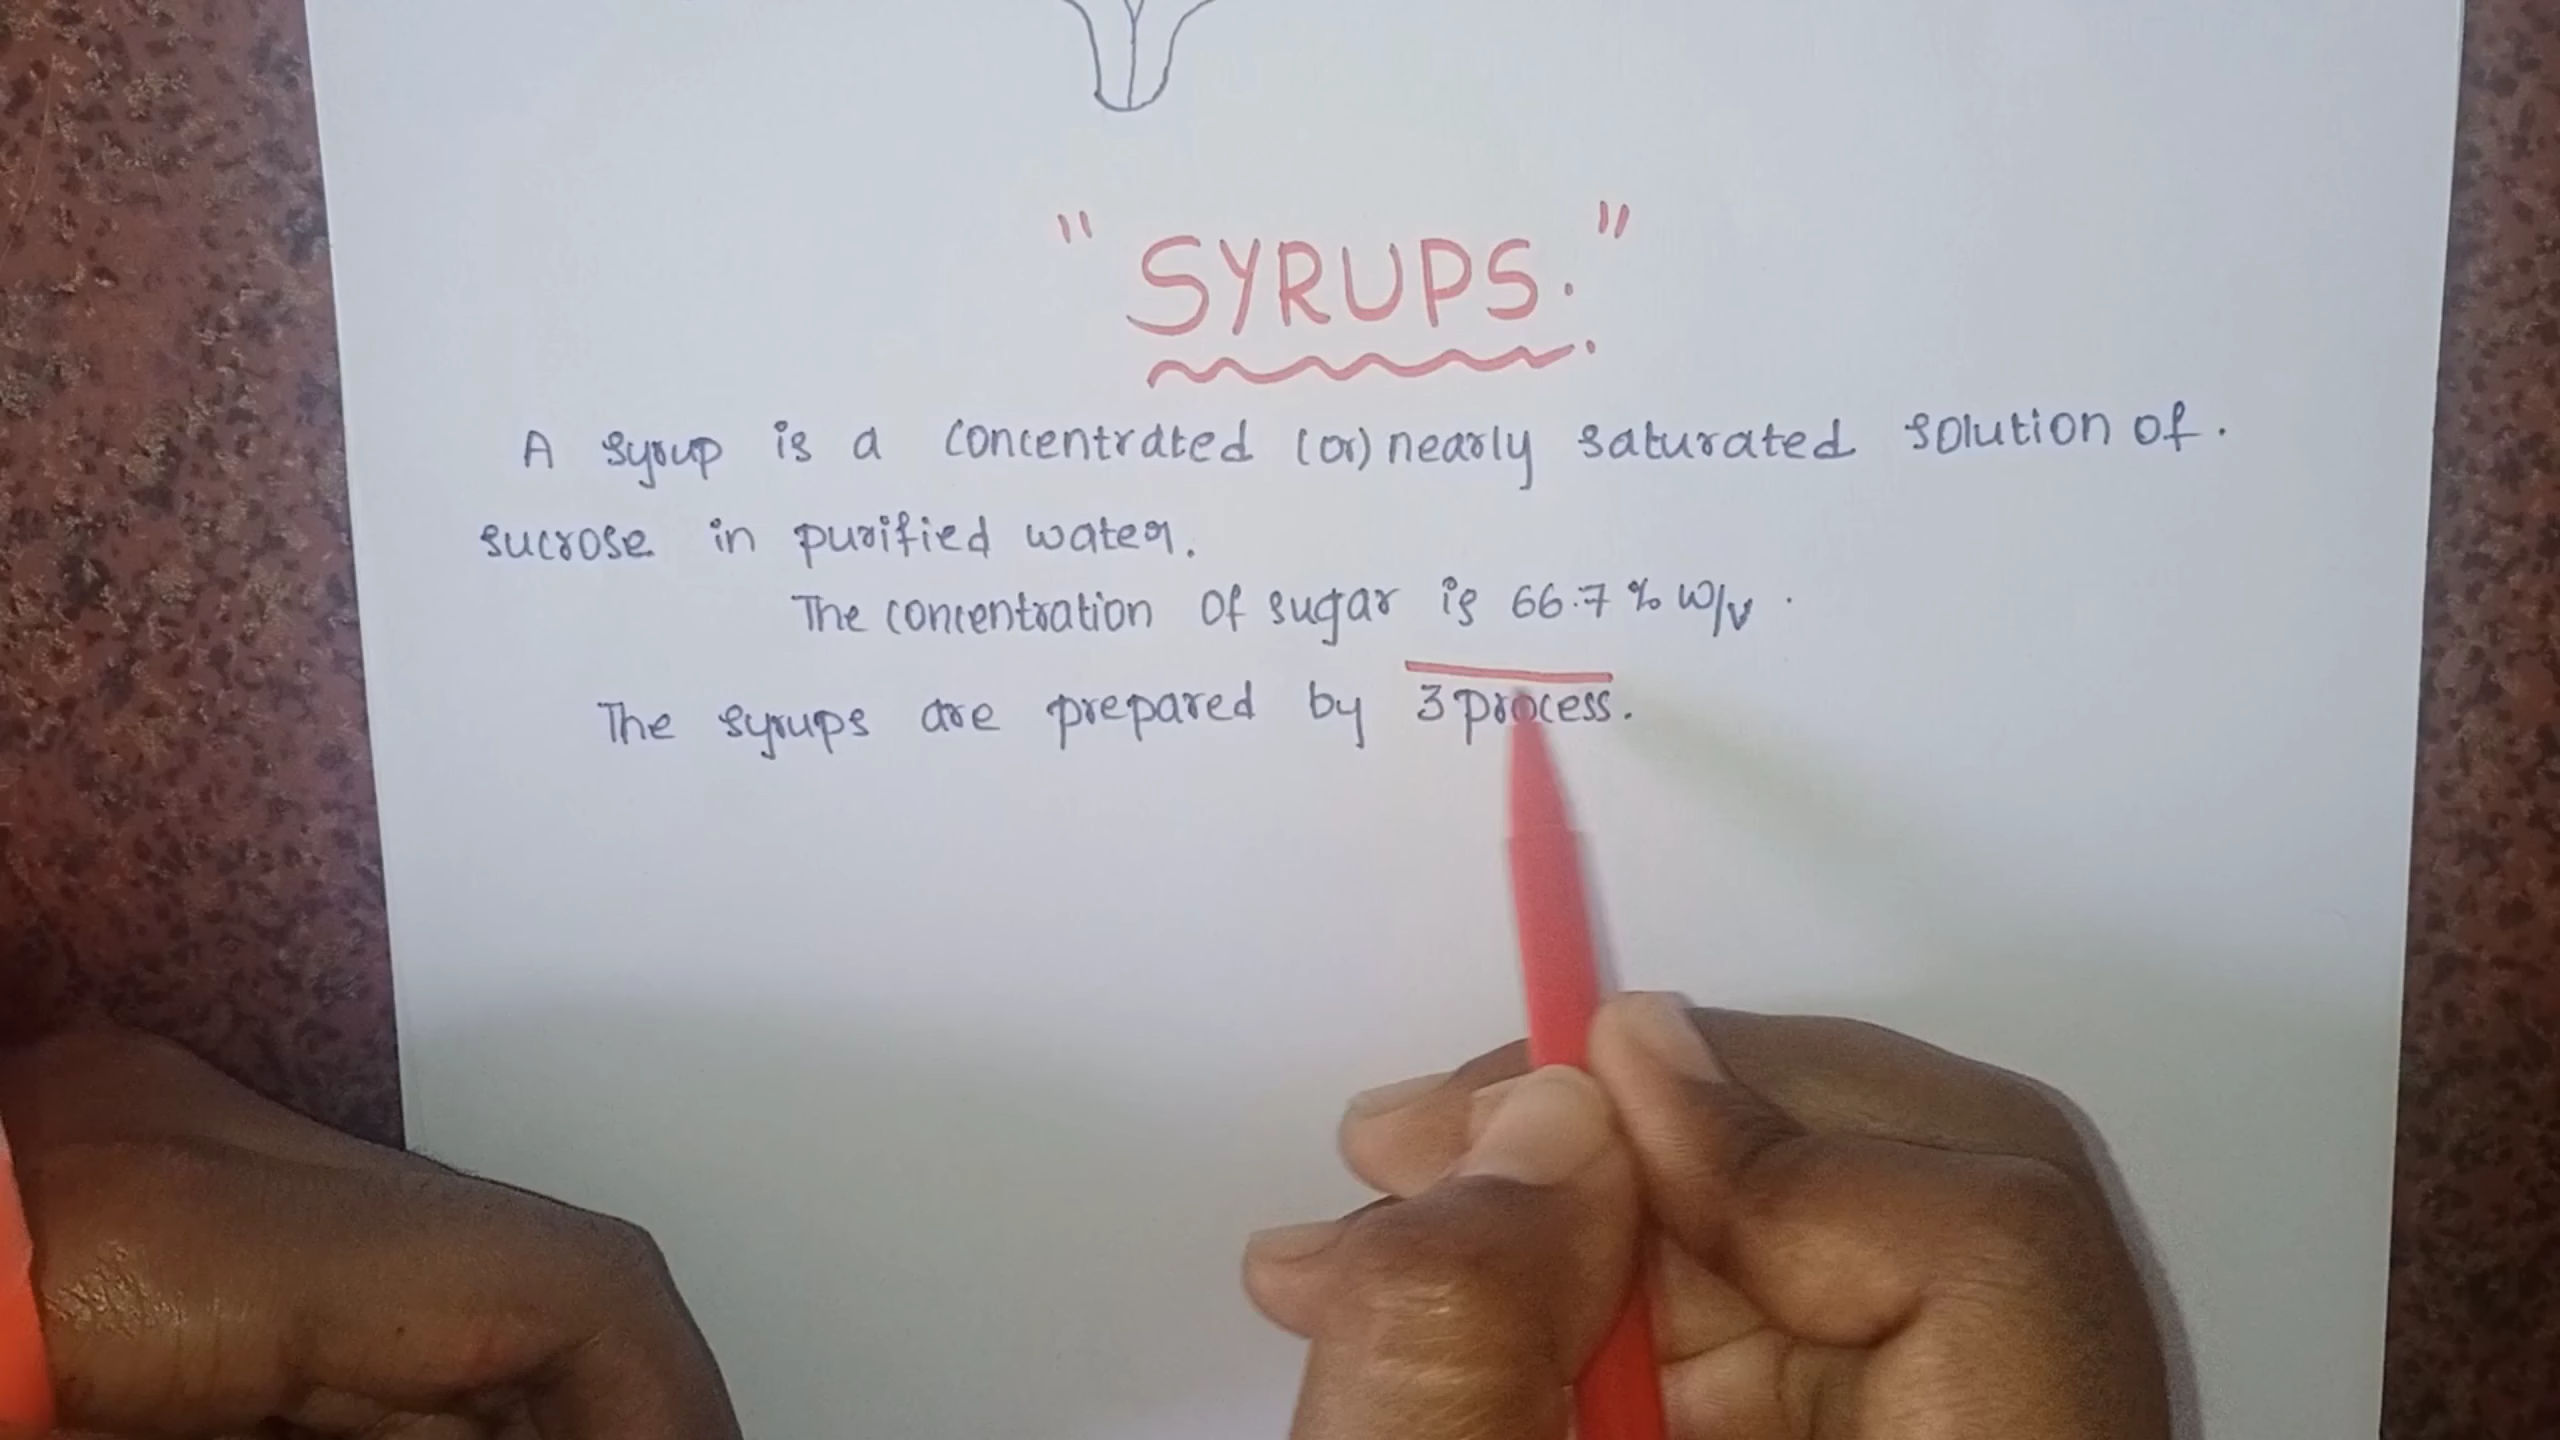 "SYRUPS."
A syrup is a concentrated (or) nearly saturated solution of.
sucrose in purified water.
The concentration of sugar is 66.7% W/v.
The syrups are prepared by 3 process.